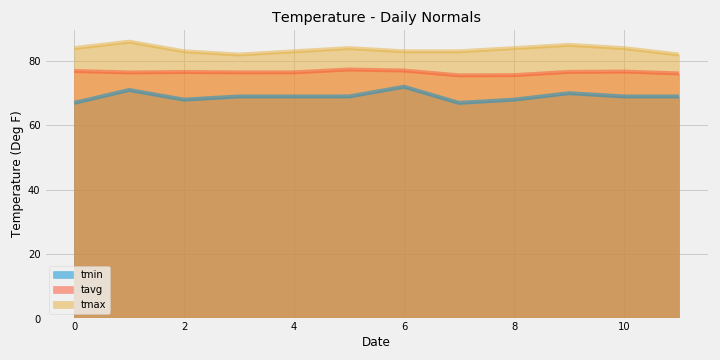 Temperature - Daily Normals
Temperature (Deg F)
80
60
40
20
0
tmin
tavg
tmax
0 2 4 6 8 10
Date